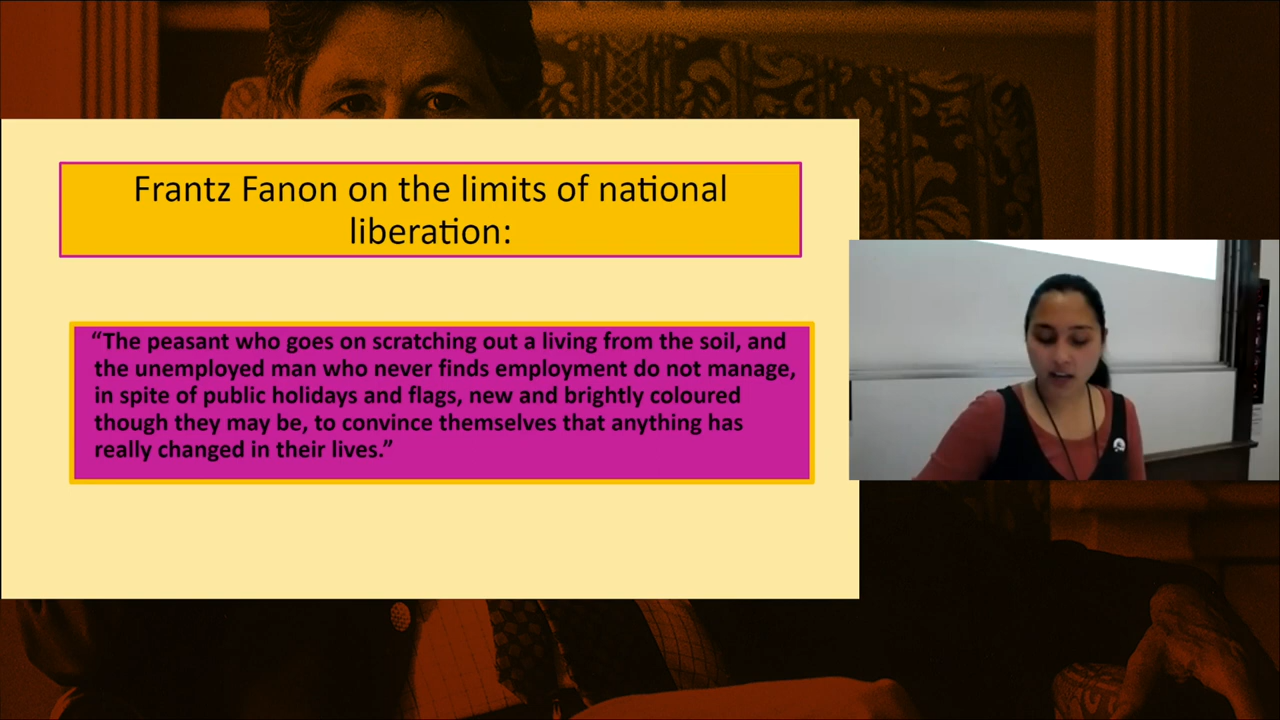 Frantz Fanon on the limits of national
liberation:
“The peasant who goes on scratching out a living from the soil, and
the unemployed man who never finds employment do not manage,
in spite of public holidays and flags, new and brightly coloured
though they may be, to convince themselves that anything has
really changed in their lives.”